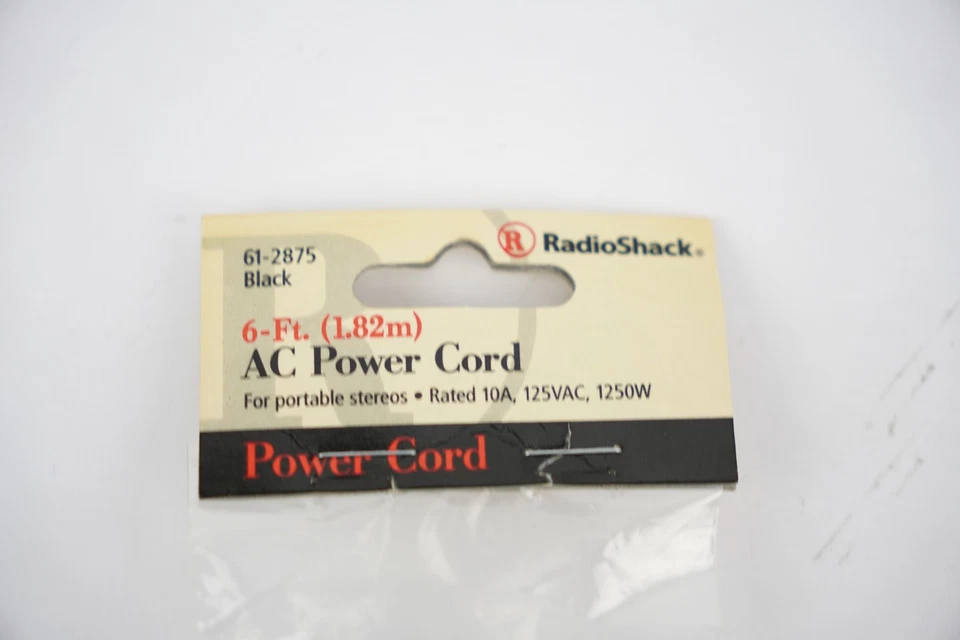 61-2875
Black
R RadioShack®
6-Ft. (1.82m)
AC Power Cord
For portable stereos • Rated 10A, 125VAC, 1250W
Power Cord